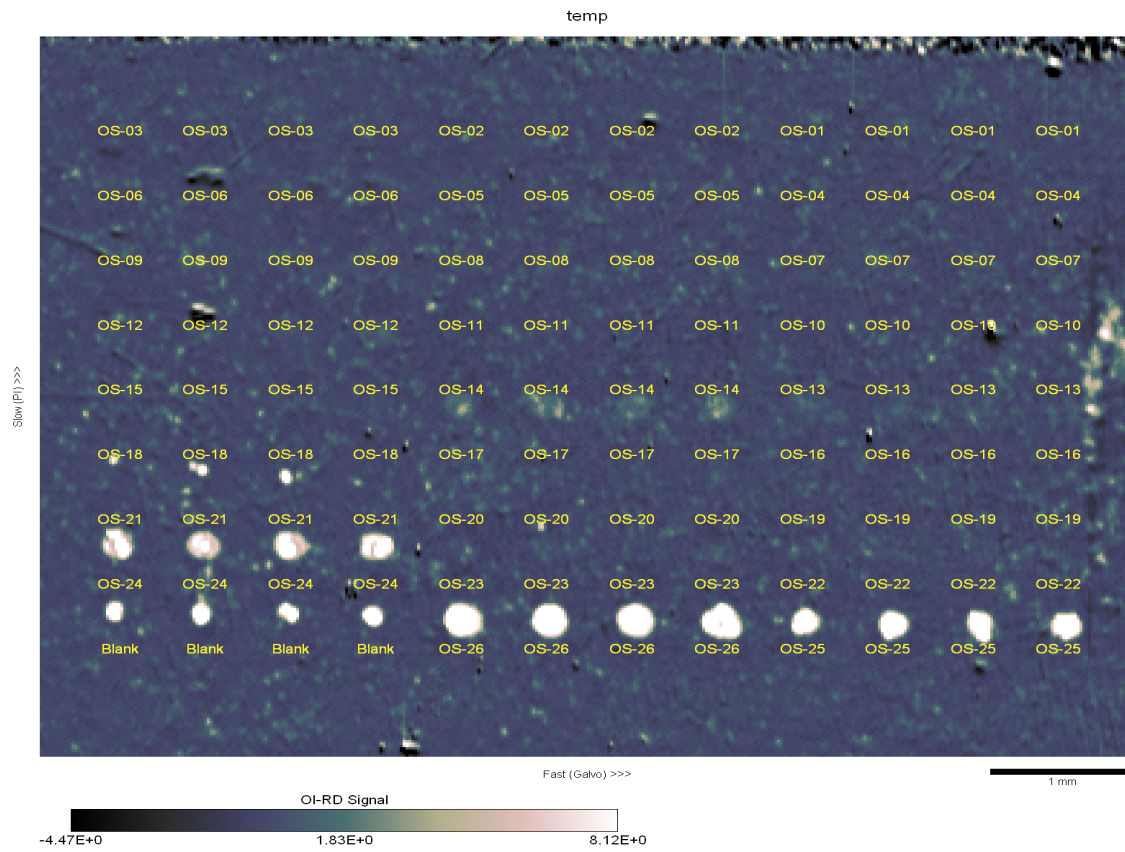 temp
OS-03 OS-03 OS-03 OS-03 OS-02 OS-02 OS-02 OS-02 OS-01 OS-01 OS-01 OS-01
OS-06 OS-06 OS-06 OS-06 OS-05 OS-05 OS-05 OS-05 OS-04 OS-04 OS-04 OS-04
OS-09 OS-09 OS-09 OS-09 OS-08 OS-08 OS-08 OS-08 OS-07 OS-07 OS-07 OS-07
OS-12 OS-12 OS-12 OS-12 OS-11 OS-11 OS-11 OS-11 OS-10 OS-10 OS-10 OS-10
OS-15 OS-15 OS-15 OS-15 OS-14 OS-14 OS-14 OS-14 OS-13 OS-13 OS-13 OS-13
OS-18 OS-18 OS-18 OS-18 OS-17 OS-17 OS-17 OS-17 OS-16 OS-16 OS-16 OS-16
OS-21 OS-21 OS-21 OS-21 OS-20 OS-20 OS-20 OS-20 OS-19 OS-19 OS-19 OS-19
OS-24 OS-24 OS-24 OS-24 OS-23 OS-23 OS-23 OS-23 OS-22 OS-22 OS-22 OS-22
Blank Blank Blank Blank OS-26 OS-26 OS-26 OS-26 OS-25 OS-25 OS-25 OS-25
Slow (PI) >>>
Fast (Galvo) >>>
1 mm
OI-RD Signal
-4.47E+0 1.83E+0 8.12E+0